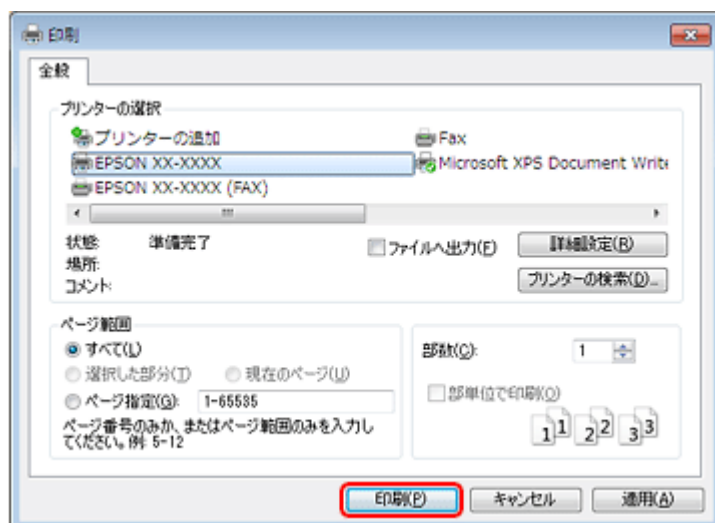 印刷
全般
プリンターの選択
プリンターの追加 Fax
EPSON XX-XXXX Microsoft XPS Document Write
EPSON XX-XXXX (FAX)
状態: 準備完了 ファイルへ出力(F) 詳細設定(R)
場所:
コメント: プリンターの検索(D)...
ページ範囲
すべて(L) 部数(C): 1
選択した部分(T) 現在のページ(U)
ページ指定(G): 1-65535 部単位で印刷(O)
ページ番号のみか、またはページ範囲のみを入力し
てください。例: 5-12
11 22 33
印刷(P) キャンセル 適用(A)